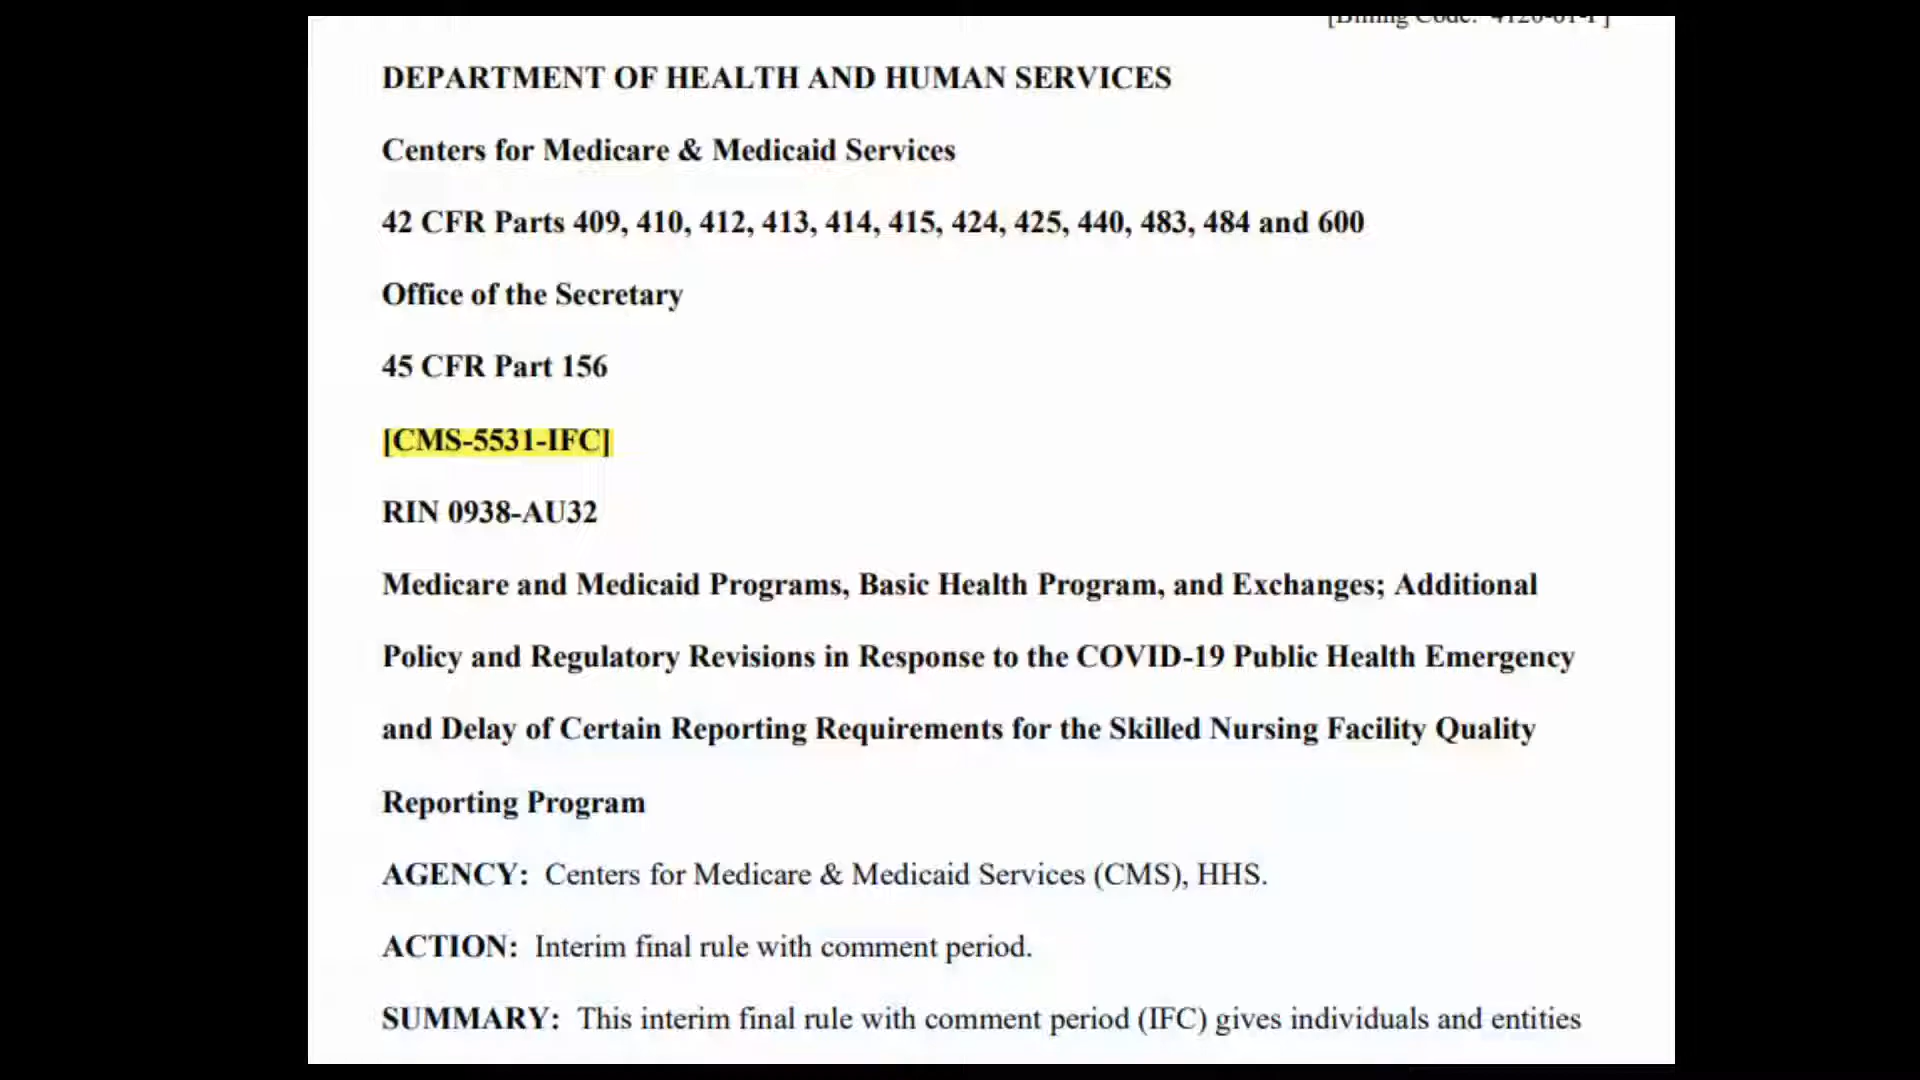 DEPARTMENT OF HEALTH AND HUMAN SERVICES
Centers for Medicare & Medicaid Services
42 CFR Parts 409, 410, 412, 413, 414, 415, 424, 425, 440, 483, 484 and 600
Office of the Secretary
45 CFR Part 156
[CMS-5531-IFC]
RIN 0938-AU32
Medicare and Medicaid Programs, Basic Health Program, and Exchanges; Additional
Policy and Regulatory Revisions in Response to the COVID-19 Public Health Emergency
and Delay of Certain Reporting Requirements for the Skilled Nursing Facility Quality
Reporting Program
AGENCY: Centers for Medicare & Medicaid Services (CMS), HHS.
ACTION: Interim final rule with comment period.
SUMMARY: This interim final rule with comment period (IFC) gives individuals and entities